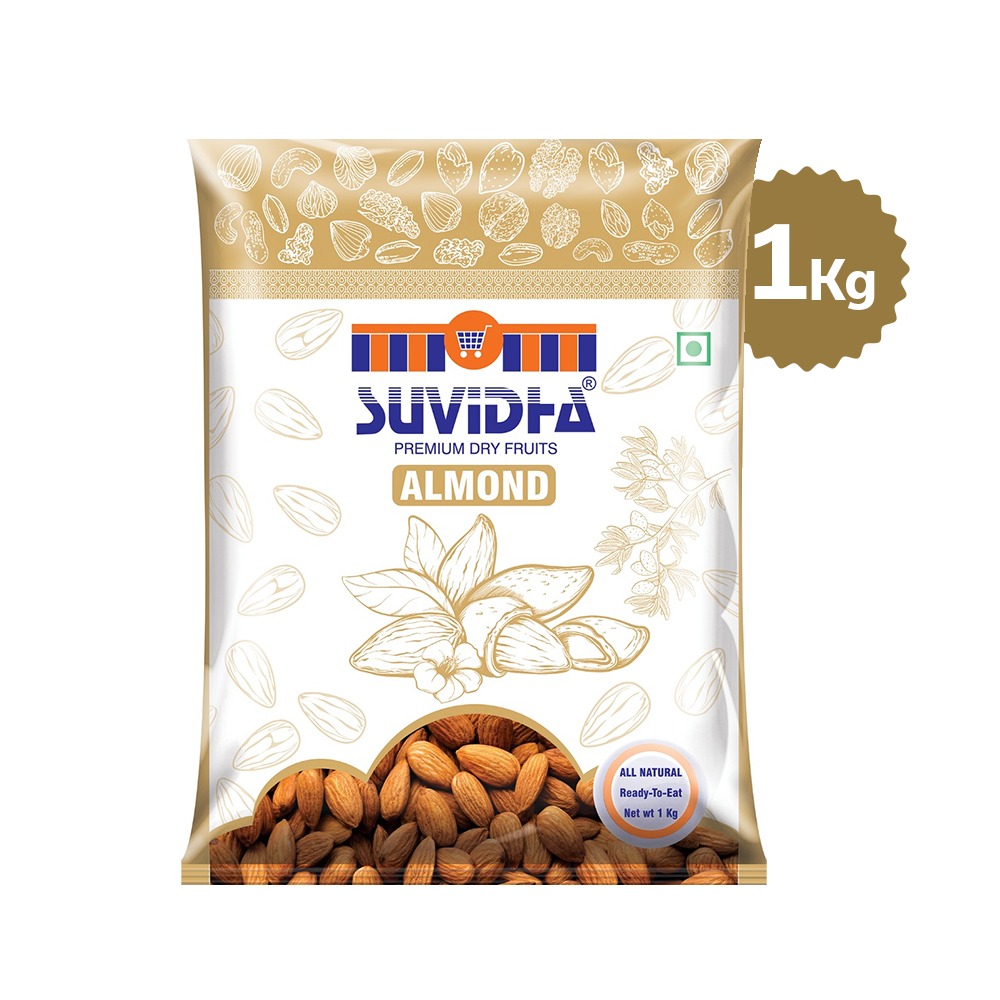 1Kg
SUVIDHA®
PREMIUM DRY FRUITS
ALMOND
ALL NATURAL
Ready-To-Eat
Net wt 1 Kg